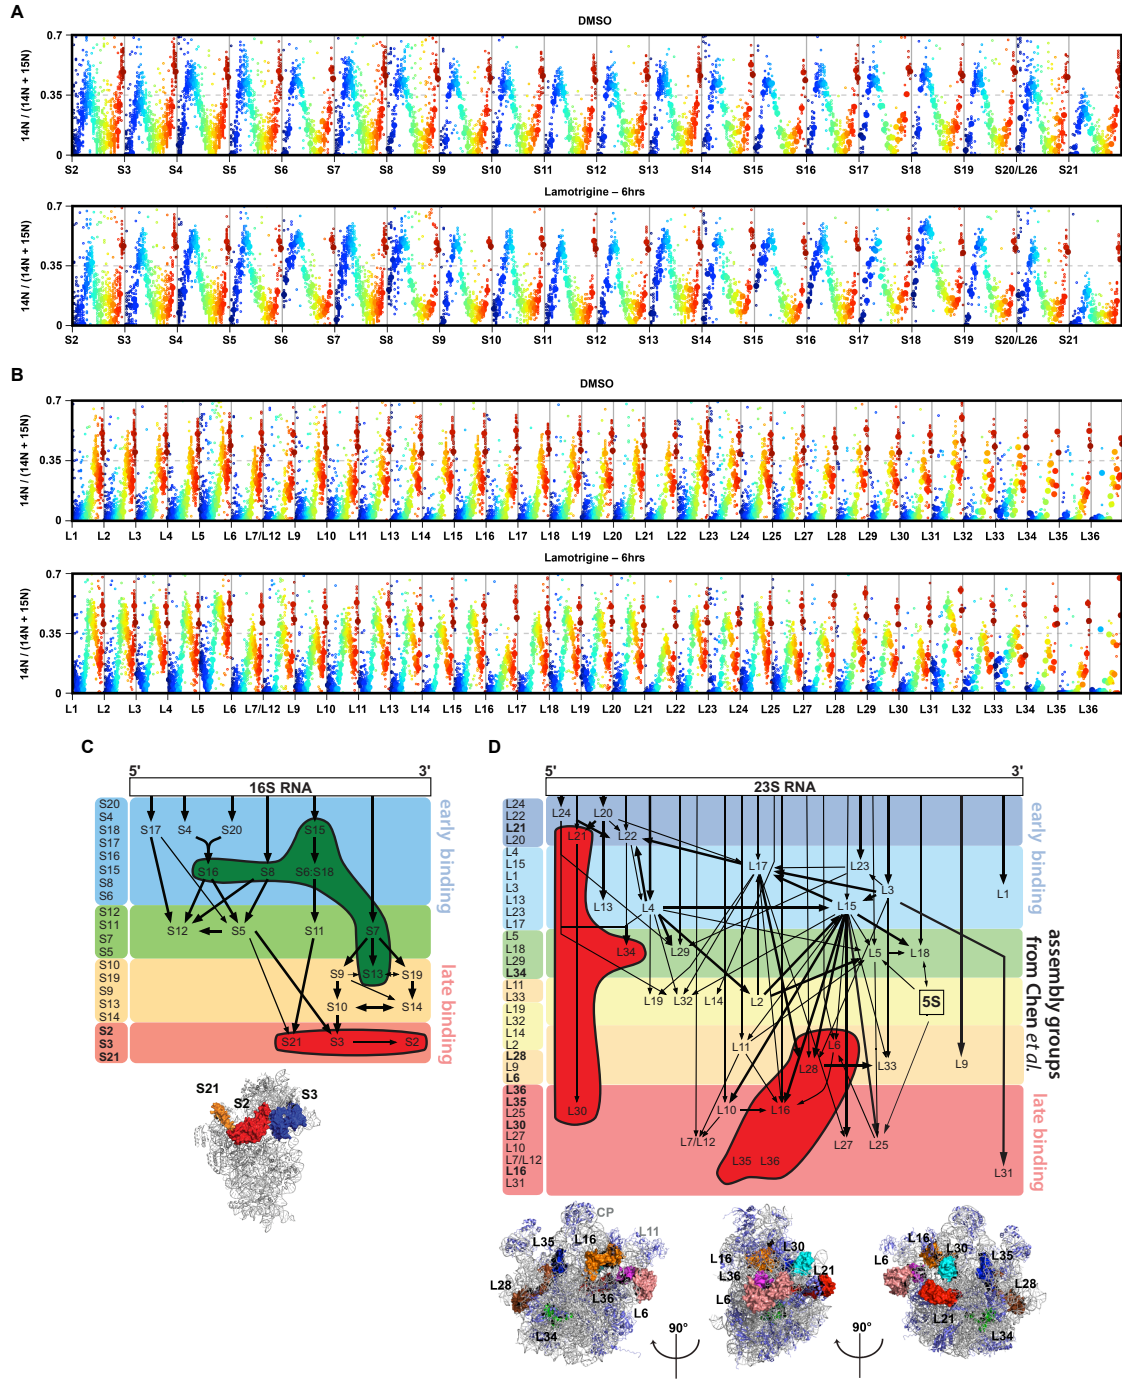 A
DMSO
0.7
0.35
0
14N / (14N + 15N)
S2 S3 S4 S5 S6 S7 S8 S9 S10 S11 S12 S13 S14 S15 S16 S17 S18 S19 S20/L26 S21
Lamotrigine – 6hrs
0.7
0.35
0
14N / (14N + 15N)
S2 S3 S4 S5 S6 S7 S8 S9 S10 S11 S12 S13 S14 S15 S16 S17 S18 S19 S20/L26 S21
B
DMSO
0.7
0.35
0
14N / (14N + 15N)
L1 L2 L3 L4 L5 L6 L7/L12 L9 L10 L11 L13 L14 L15 L16 L17 L18 L19 L20 L21 L22 L23 L24 L25 L27 L28 L29 L30 L31 L32 L33 L34 L35 L36
Lamotrigine – 6hrs
0.7
0.35
0
14N / (14N + 15N)
L1 L2 L3 L4 L5 L6 L7/L12 L9 L10 L11 L13 L14 L15 L16 L17 L18 L19 L20 L21 L22 L23 L24 L25 L27 L28 L29 L30 L31 L32 L33 L34 L35 L36
C
5' 3'
16S RNA
S20
S4
S18
S17
S16
S15
S8
S6
S12
S11
S7
S5
S10
S19
S9
S13
S14
S2
S3
S21
S17 S4 S20 S15
S16 S8 S6:S18
S12 S5 S11 S7
S9 S13 S19
S10 S14
S21 S3 S2
early binding
late binding
S21
S2
S3
D
5' 3'
23S RNA
L24
L22
L21
L20
L4
L15
L1
L3
L13
L23
L17
L5
L18
L29
L34
L11
L33
L19
L32
L14
L2
L28
L9
L6
L36
L35
L25
L30
L27
L10
L7/L12
L16
L31
L24 L20
L21 L22
L17 L23
L3 L1
L13 L4 L15
L34 L29 L5 L18
L19 L32 L14 L2 5S
L11 L6
L28 L33 L9
L30 L10 L16
L7/L12 L27 L25
L35 L36 L31
early binding
late binding
assembly groups
from Chen et al.
CP
L11
L35 L16
L28
L36
L6
L34
90°
L16 L30
L36 L21
L6
90°
L16
L30
L6 L35
L28
L21
L34